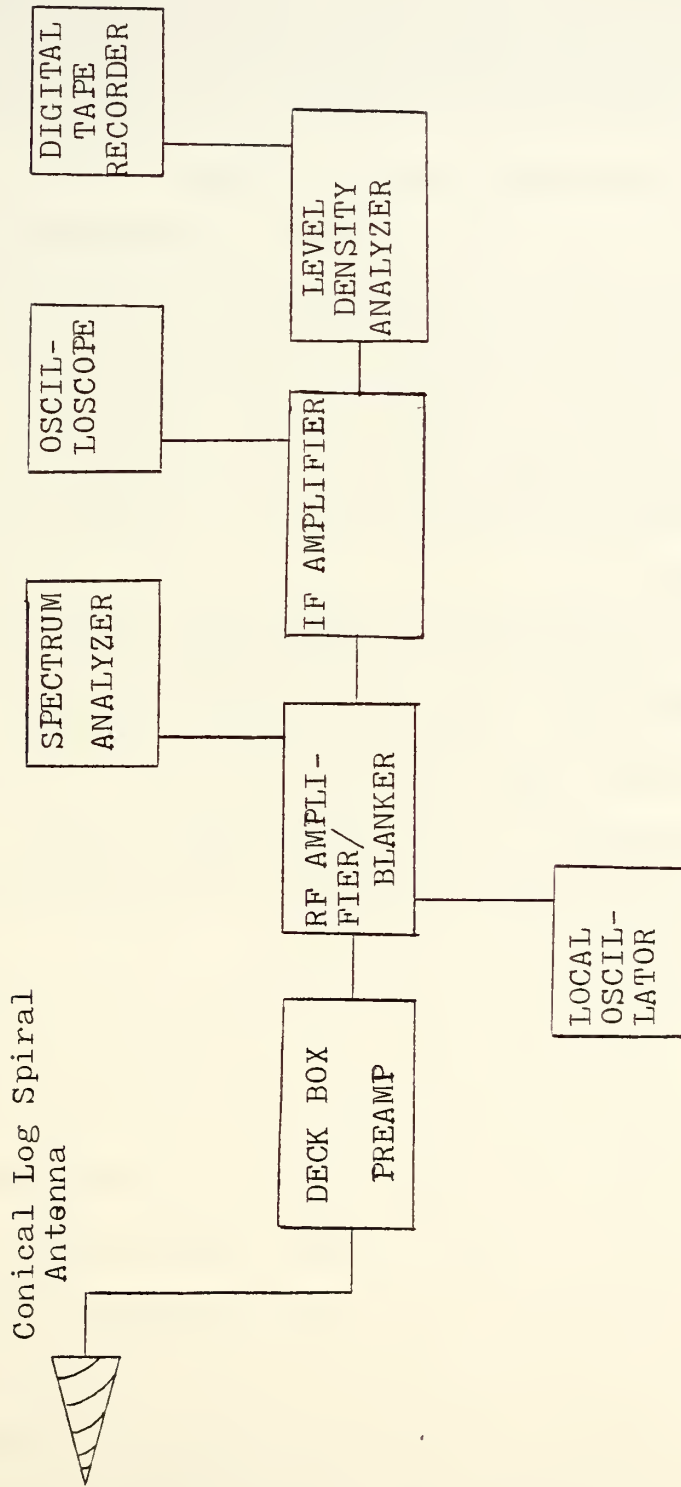 Conical Log Spiral
Antenna
DECK BOX
PREAMP
RF AMPLI-
FIER/
BLANKER
LOCAL
OSCIL-
LATOR
SPECTRUM
ANALYZER
IF AMPLIFIER
OSCIL-
LOSCOPE
LEVEL
DENSITY
ANALYZER
DIGITAL
TAPE
RECORDER